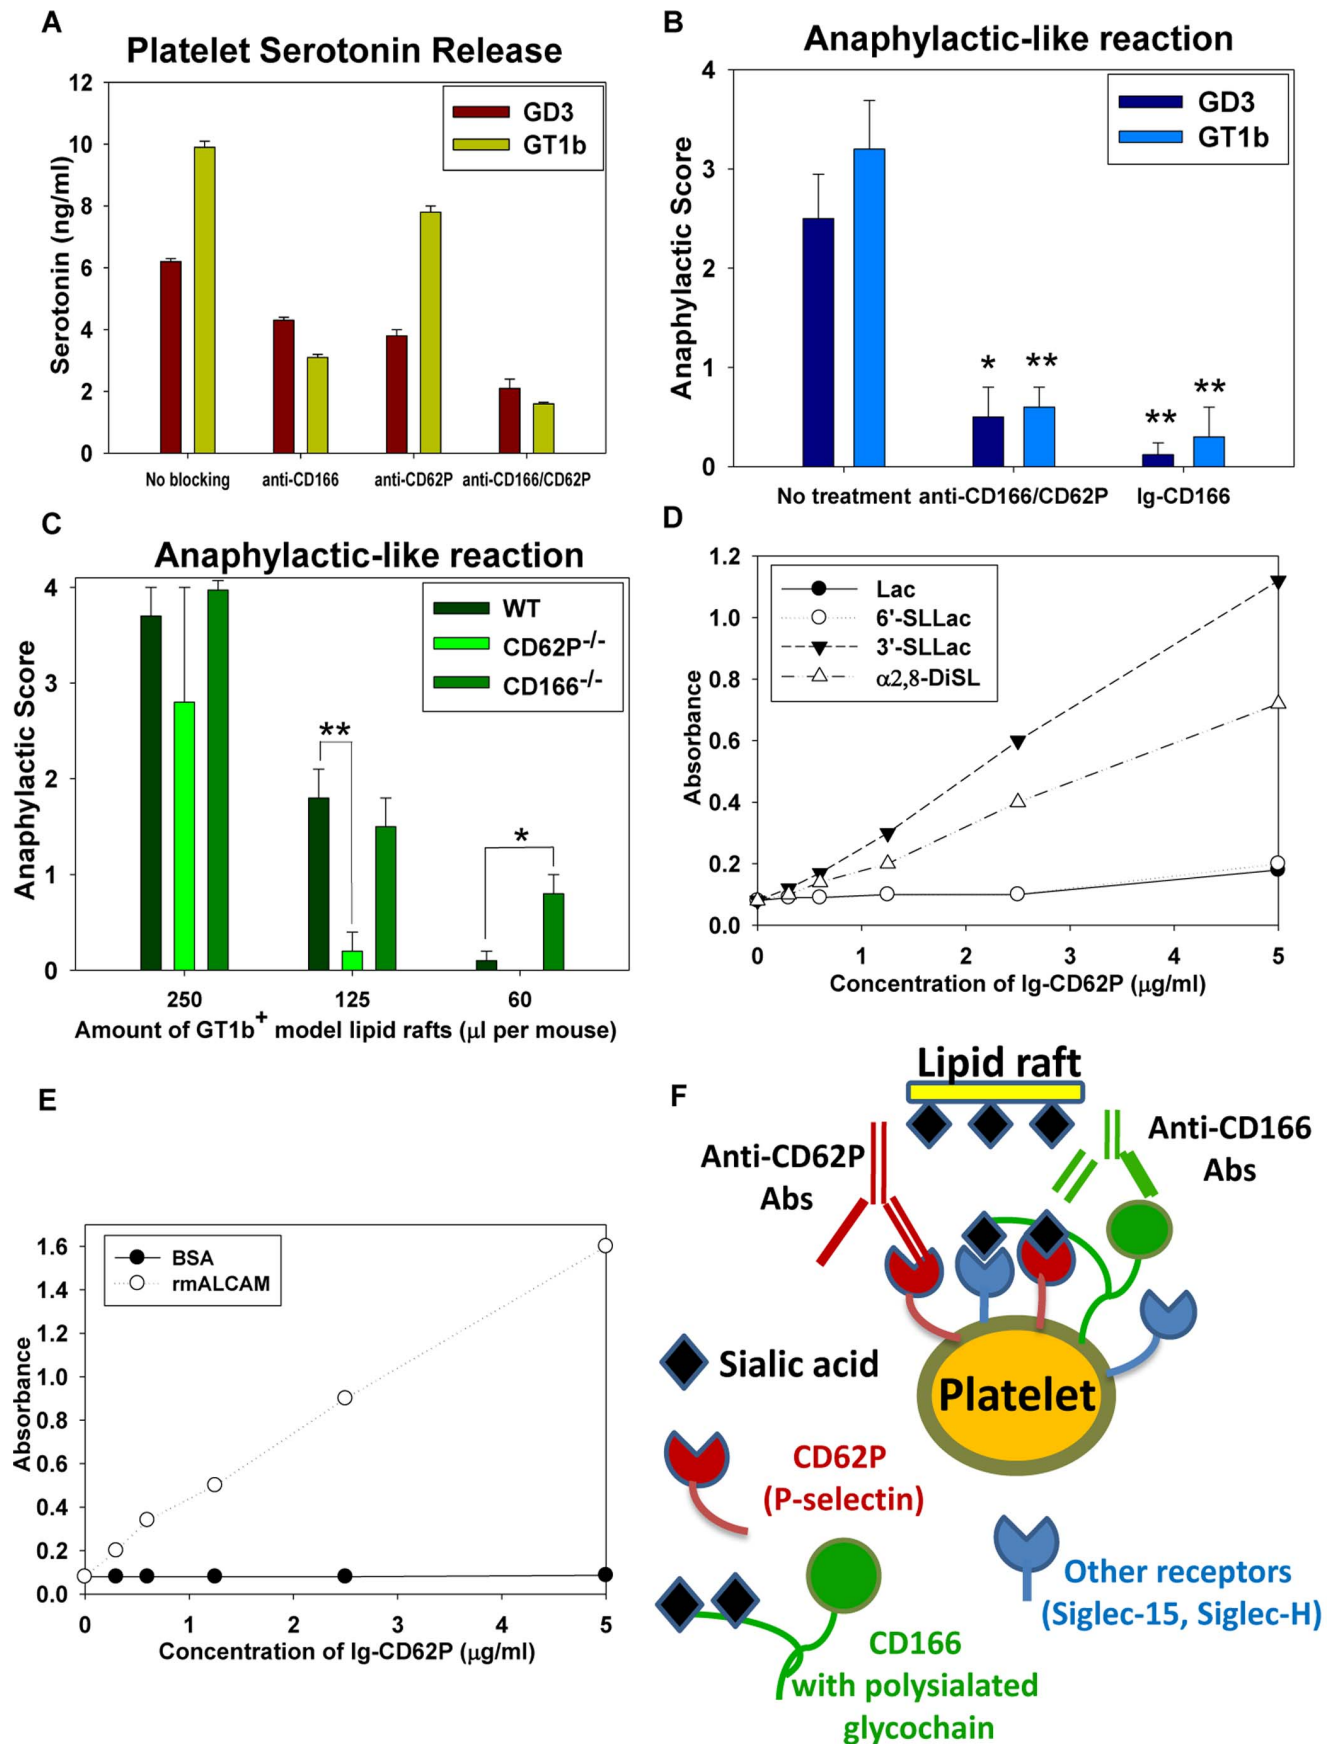 A
Platelet Serotonin Release
12
10
8
6
4
2
0
Serotonin (ng/ml)
GD3
GT1b
No blocking
anti-CD166
anti-CD62P
anti-CD166/CD62P
B
Anaphylactic-like reaction
4
3
2
1
0
Anaphylactic Score
GD3
GT1b
*
**
**
**
No treatment
anti-CD166/CD62P
Ig-CD166
C
Anaphylactic-like reaction
4
3
2
1
0
Anaphylactic Score
WT
CD62P-/-
CD166-/-
**
*
250
125
60
Amount of GT1b+ model lipid rafts (μl per mouse)
D
1.2
1.0
0.8
0.6
0.4
0.2
0.0
Absorbance
Lac
6'-SLLac
3'-SLLac
α2,8-DiSL
0
1
2
3
4
5
Concentration of Ig-CD62P (μg/ml)
E
1.6
1.4
1.2
1.0
0.8
0.6
0.4
0.2
0.0
Absorbance
BSA
rmALCAM
0
1
2
3
4
5
Concentration of Ig-CD62P (μg/ml)
F
Lipid raft
Anti-CD62P
Abs
Anti-CD166
Abs
Platelet
Sialic acid
CD62P
(P-selectin)
Other receptors
(Siglec-15, Siglec-H)
CD166
with polysialated
glycochain